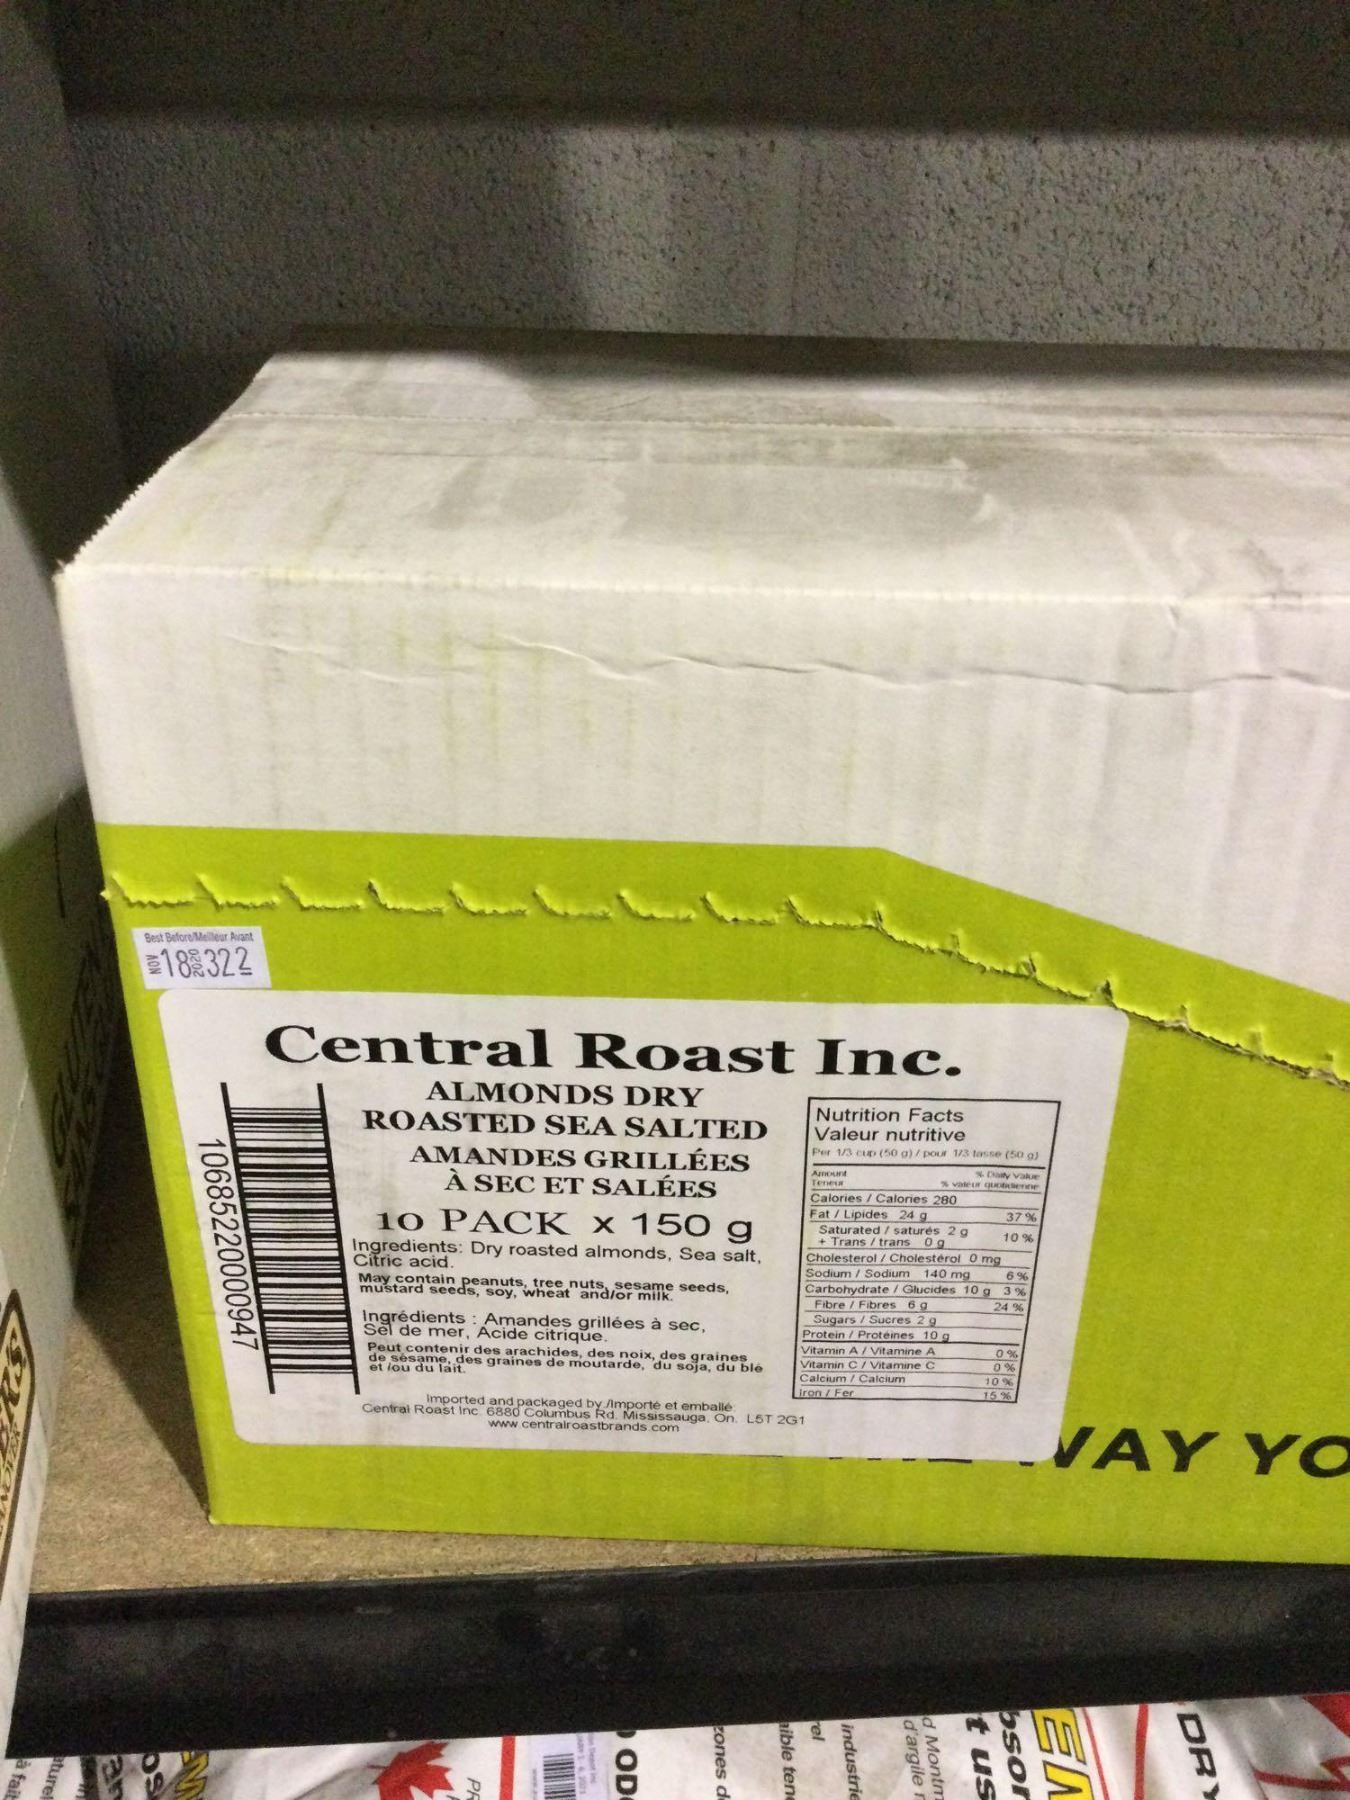 Best Before/Meilleur Avant
NOV 18 2020 322
Central Roast Inc.
ALMONDS DRY
ROASTED SEA SALTED
AMANDES GRILLÉES
À SEC ET SALÉES
10 PACK x 150 g
Ingredients: Dry roasted almonds, Sea salt,
Citric acid.
May contain peanuts, tree nuts, sesame seeds,
mustard seeds, soy, wheat and/or milk.
Ingrédients : Amandes grillées à sec,
Sel de mer, Acide citrique.
Peut contenir des arachides, des noix, des graines
de sésame, des graines de moutarde, du soja, du blé
et /ou du lait.
Imported and packaged by /Importé et emballé
Central Roast Inc. 6880 Columbus Rd. Mississauga, On. L5T 2G1
www.centralroastbrands.com
10685220000947
Nutrition Facts
Valeur nutritive
Per 1/3 cup (50 g) / pour 1/3 tasse (50 g)
Amount % Daily Value
Teneur % valeur quotidienne
Calories / Calories 280
Fat / Lipides 24 g 37 %
Saturated / saturés 2 g
+ Trans / trans 0 g 10 %
Cholesterol / Cholestérol 0 mg
Sodium / Sodium 140 mg 6 %
Carbohydrate / Glucides 10 g 3 %
Fibre / Fibres 6 g 24 %
Sugars / Sucres 2 g
Protein / Protéines 10 g
Vitamin A / Vitamine A 0 %
Vitamin C / Vitamine C 0 %
Calcium / Calcium 10 %
Iron / Fer 15 %
WAY YO
GLUTEN
DRY
t us
d'argile
industrie
zones d